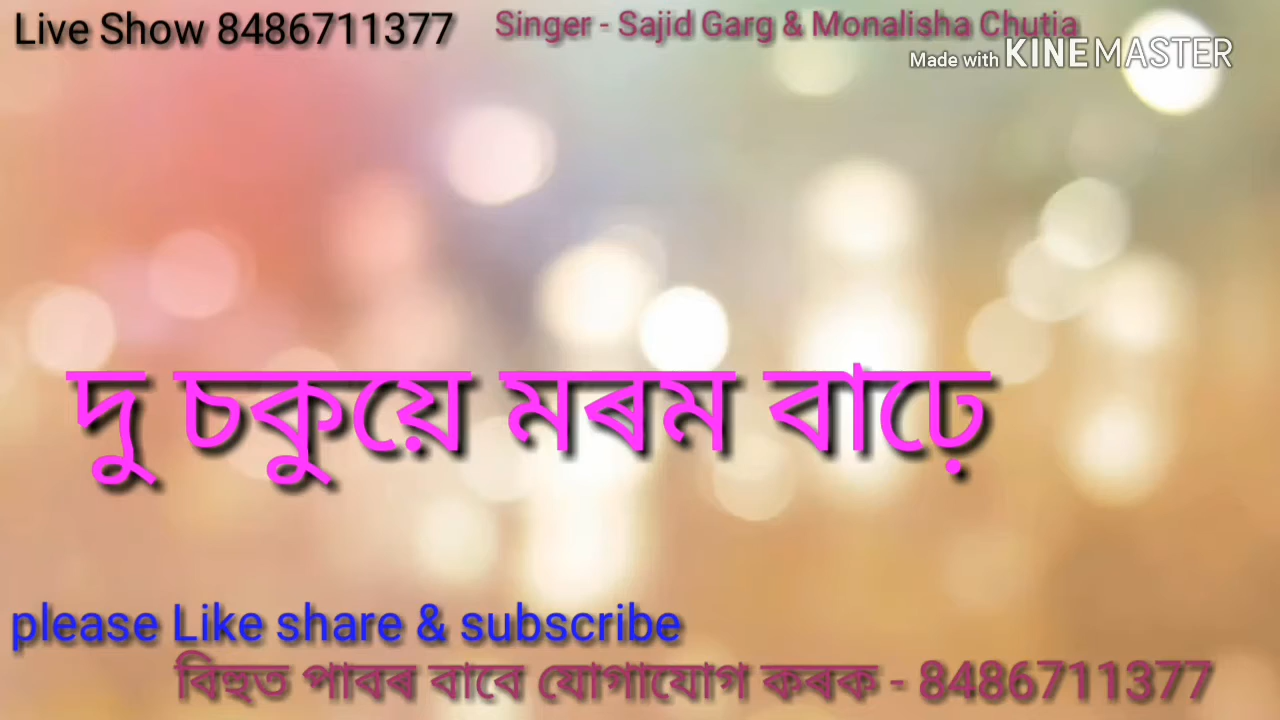 Live Show 8486711377
Singer - Sajid Garg & Monalisha Chutia
Made with KINEMASTER
দু চকুয়ে মৰম বাঢ়ে
please Like share & subscribe
বিহুত পাবৰ বাবে যোগাযোগ কৰক - 8486711377